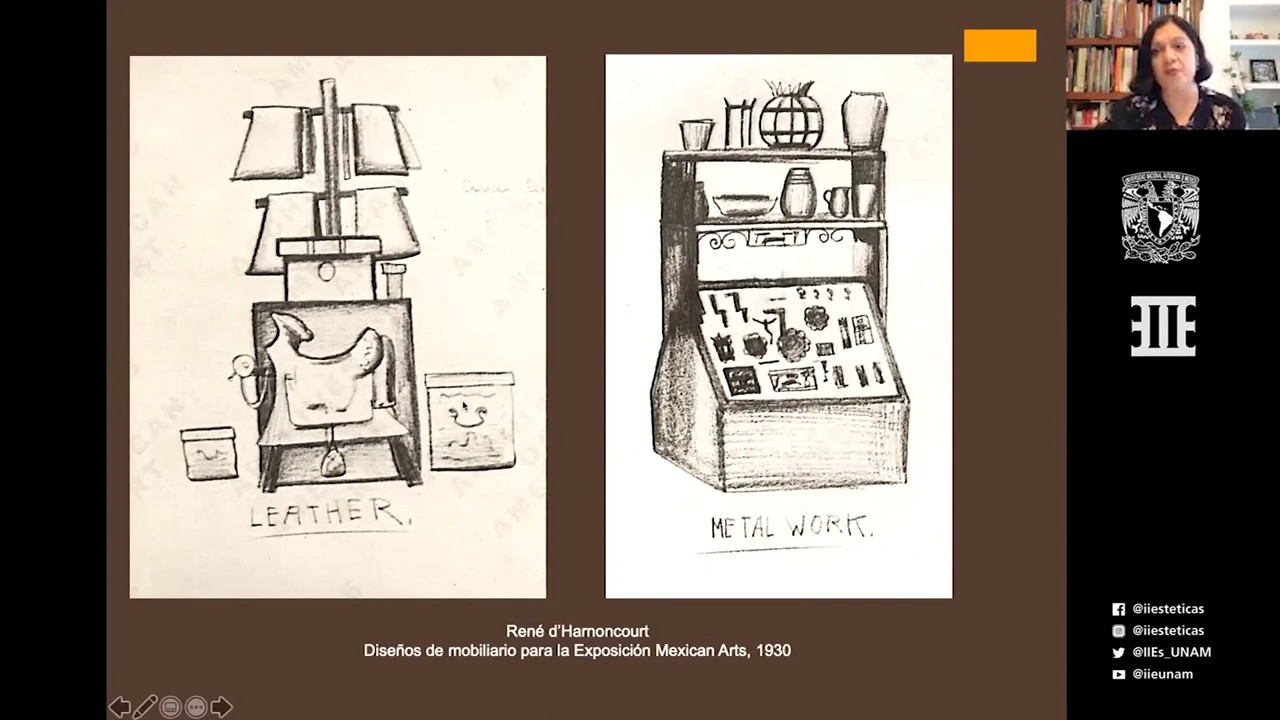 LEATHER.
METAL WORK.
René d'Harnoncourt
Diseños de mobiliario para la Exposición Mexican Arts, 1930
@iiesteticas
@iiesteticas
@IIEs_UNAM
@iieunam